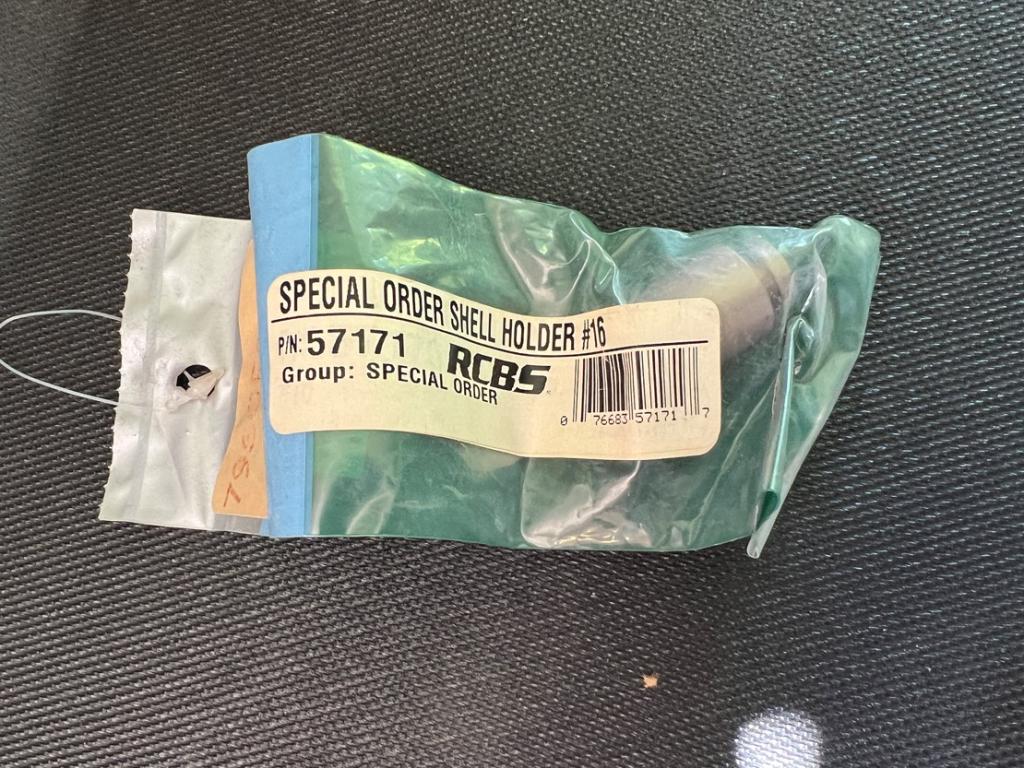 SPECIAL ORDER SHELL HOLDER #16
P/N: 57171
RCBS
Group: SPECIAL ORDER
0 76683 57171 7